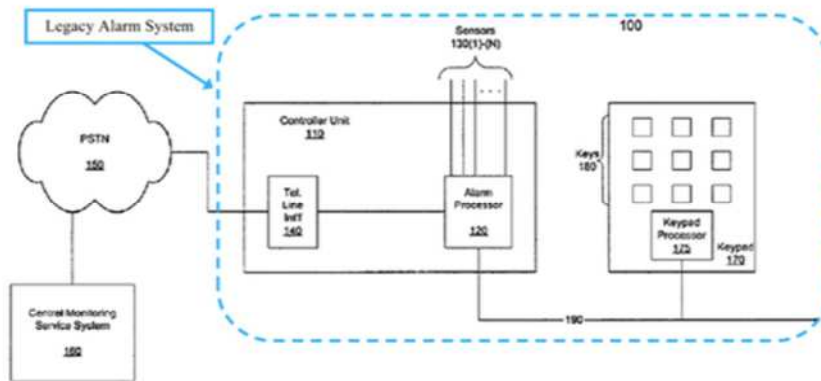 Legacy Alarm System
100
Sensors
130(1)-(N)
Controller Unit
110
PSTN
150
Keys
180
Tel.
Line
Int'f
140
Alarm
Processor
120
Keypad
Processor
175
Keypad
170
Central Monitoring
Service System
160
190